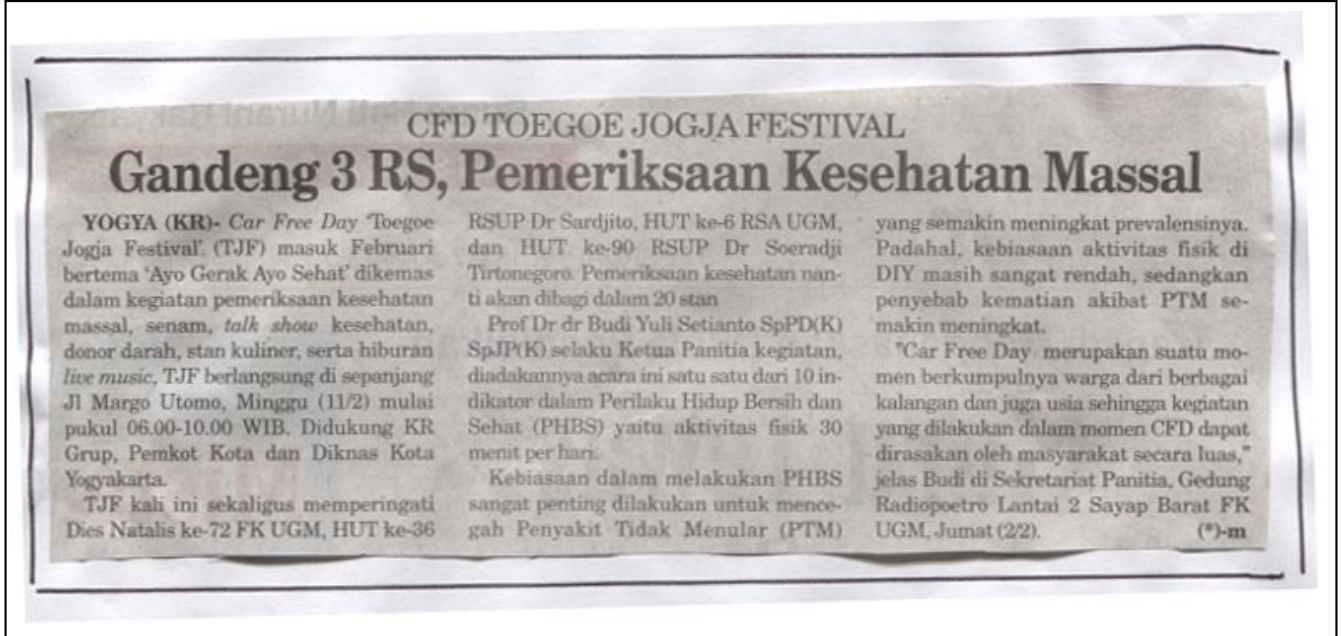 CFD TOEGOE JOGJA FESTIVAL
Gandeng 3 RS, Pemeriksaan Kesehatan Massal
YOGYA (KR)- Car Free Day 'Toegoe
Jogja Festival'. (TJF) masuk Februari
bertema 'Ayo Gerak Ayo Sehat' dikemas
dalam kegiatan pemeriksaan kesehatan
massal, senam, talk show kesehatan,
donor darah, stan kuliner, serta hiburan
live music, TJF berlangsung di sepanjang
Jl Margo Utomo, Minggu (11/2) mulai
pukul 06.00-10.00 WIB. Didukung KR
Grup, Pemkot Kota dan Diknas Kota
Yogyakarta.
TJF kali ini sekaligus memperingati
Dies Natalis ke-72 FK UGM, HUT ke-36
RSUP Dr Sardjito, HUT ke-6 RSA UGM,
dan HUT ke-90 RSUP Dr Soeradji
Tirtonegoro. Pemeriksaan kesehatan nan-
ti akan dibagi dalam 20 stan
Prof Dr dr Budi Yuli Setianto SpPD(K)
SpJP(K) selaku Ketua Panitia kegiatan,
diadakannya acara ini satu satu dari 10 in-
dikator dalam Perilaku Hidup Bersih dan
Sehat (PHBS) yaitu aktivitas fisik 30
menit per hari.
Kebiasaan dalam melakukan PHBS
sangat penting dilakukan untuk mence-
gah Penyakit Tidak Menular (PTM)
yang semakin meningkat prevalensinya.
Padahal, kebiasaan aktivitas fisik di
DIY masih sangat rendah, sedangkan
penyebab kematian akibat PTM se-
makin meningkat.
"Car Free Day merupakan suatu mo-
men berkumpulnya warga dari berbagai
kalangan dan juga usia sehingga kegiatan
yang dilakukan dalam momen CFD dapat
dirasakan oleh masyarakat secara luas,"
jelas Budi di Sekretariat Panitia, Gedung
Radiopoetro Lantai 2 Sayap Barat FK
UGM, Jumat (2/2). (*)-m